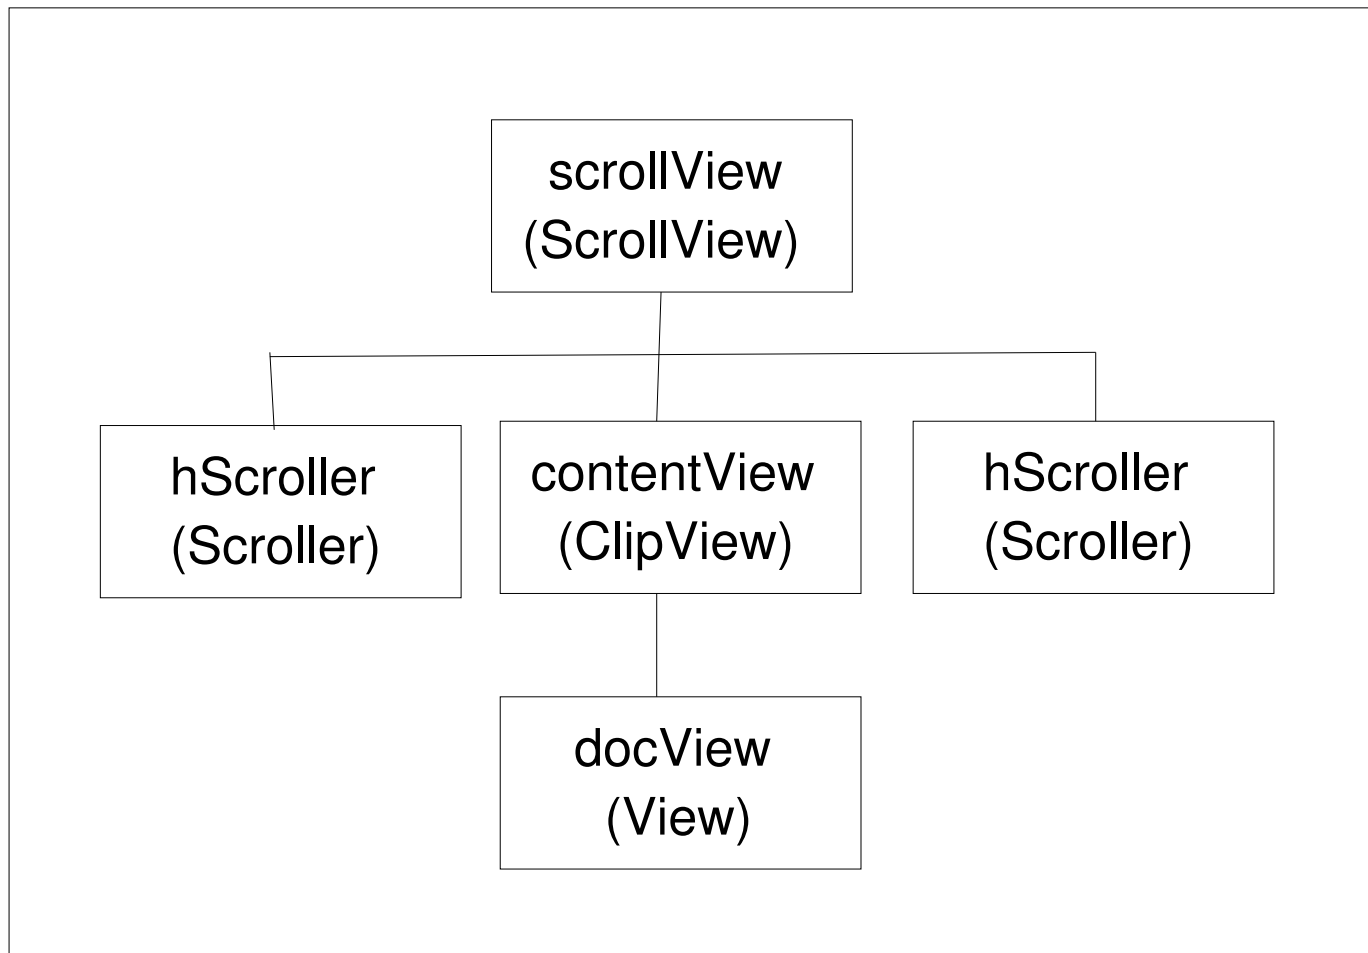 scrollView
(ScrollView)
hScroller
(Scroller)
contentView
(ClipView)
hScroller
(Scroller)
docView
(View)